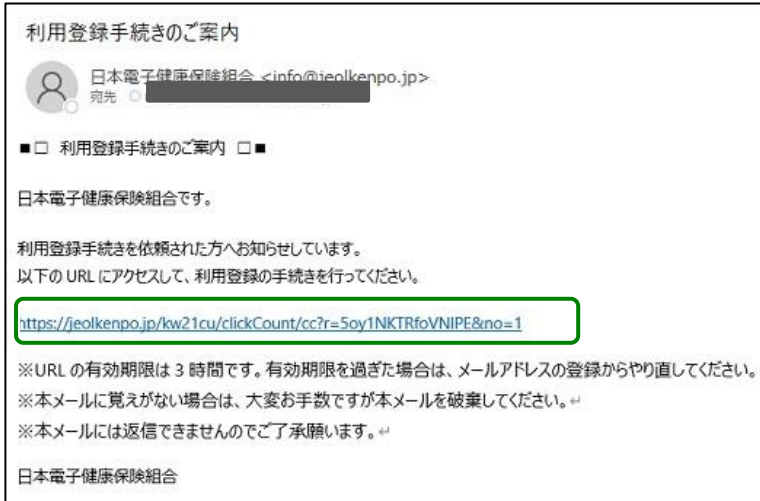 利用登録手続きのご案内
日本電子健康保険組合 <info@jeolkenpo.jp>
宛先
■□ 利用登録手続きのご案内 □■
日本電子健康保険組合です。
利用登録手続きを依頼された方へお知らせしています。
以下の URL にアクセスして、利用登録の手続きを行ってください。
https://jeolkenpo.jp/kw21cu/clickCount/cc?r=5oy1NKTRfoVNIPE&no=1
※URL の有効期限は 3 時間です。有効期限を過ぎた場合は、メールアドレスの登録からやり直してください。
※本メールに覚えがない場合は、大変お手数ですが本メールを破棄してください。↵
※本メールには返信できませんのでご了承願います。↵
日本電子健康保険組合